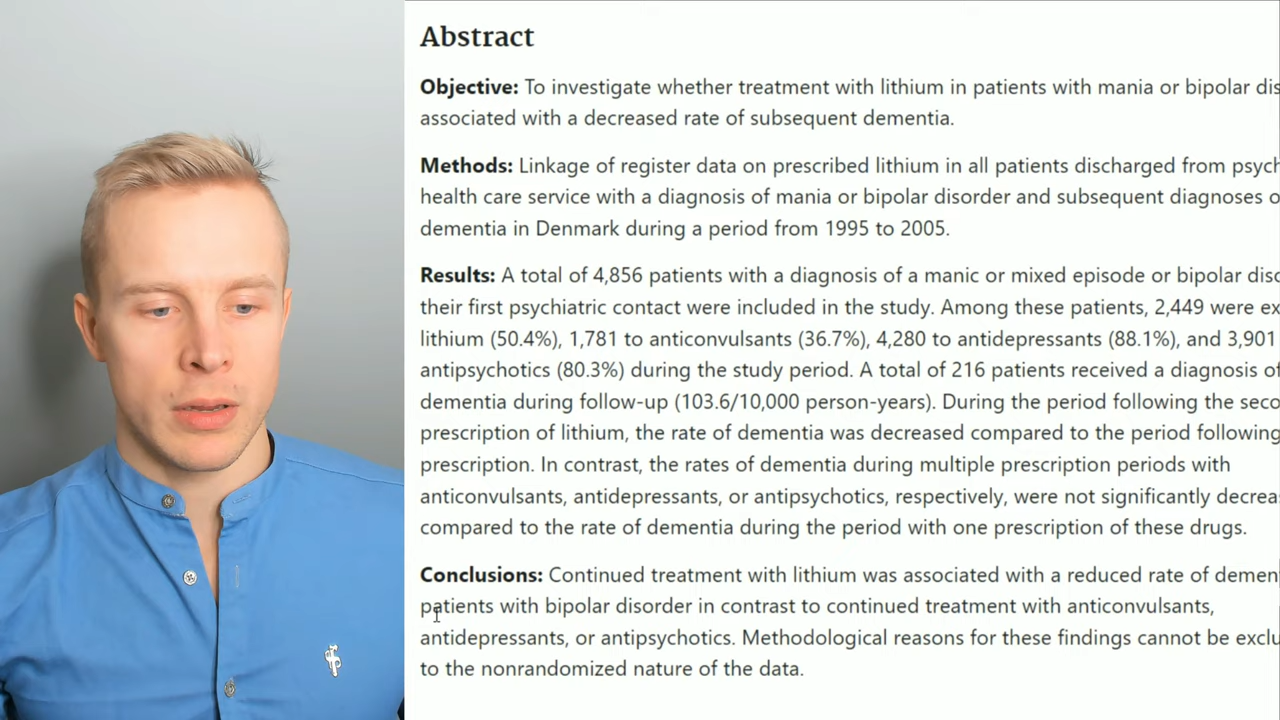 Abstract
Objective: To investigate whether treatment with lithium in patients with mania or bipolar
associated with a decreased rate of subsequent dementia.
Methods: Linkage of register data on prescribed lithium in all patients discharged from
health care service with a diagnosis of mania or bipolar disorder and subsequent diagnoses
dementia in Denmark during a period from 1995 to 2005.
Results: A total of 4,856 patients with a diagnosis of a manic or mixed episode or bipolar
their first psychiatric contact were included in the study. Among these patients, 2,449 were
lithium (50.4%), 1,781 to anticonvulsants (36.7%), 4,280 to antidepressants (88.1%), and 3,901
antipsychotics (80.3%) during the study period. A total of 216 patients received a diagnosis of
dementia during follow-up (103.6/10,000 person-years). During the period following the
prescription of lithium, the rate of dementia was decreased compared to the period following
prescription. In contrast, the rates of dementia during multiple prescription periods with
anticonvulsants, antidepressants, or antipsychotics, respectively, were not significantly
compared to the rate of dementia during the period with one prescription of these drugs.
Conclusions: Continued treatment with lithium was associated with a reduced rate of
patients with bipolar disorder in contrast to continued treatment with anticonvulsants,
antidepressants, or antipsychotics. Methodological reasons for these findings cannot be
to the nonrandomized nature of the data.